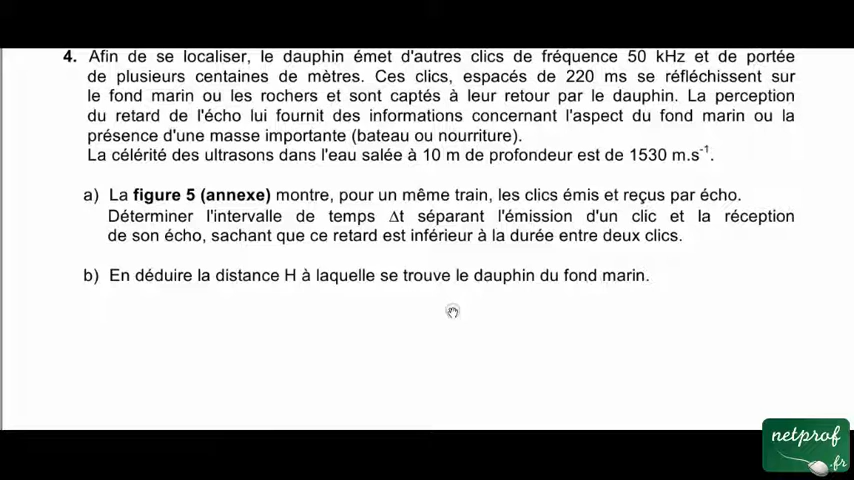 4. Afin de se localiser, le dauphin émet d'autres clics de fréquence 50 kHz et de portée
de plusieurs centaines de mètres. Ces clics, espacés de 220 ms se réfléchissent sur
le fond marin ou les rochers et sont captés à leur retour par le dauphin. La perception
du retard de l'écho lui fournit des informations concernant l'aspect du fond marin ou la
présence d'une masse importante (bateau ou nourriture).
La célérité des ultrasons dans l'eau salée à 10 m de profondeur est de 1530 m.s⁻¹.
a) La figure 5 (annexe) montre, pour un même train, les clics émis et reçus par écho.
Déterminer l'intervalle de temps Δt séparant l'émission d'un clic et la réception
de son écho, sachant que ce retard est inférieur à la durée entre deux clics.
b) En déduire la distance H à laquelle se trouve le dauphin du fond marin.
netprof
.fr